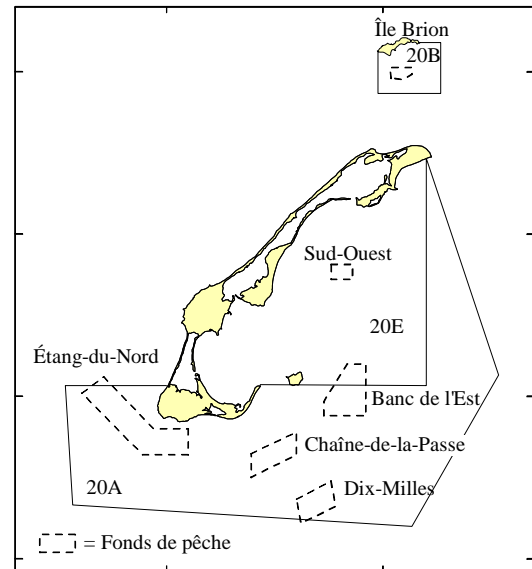 Île Brion
20B
Sud-Ouest
20E
Étang-du-Nord
Banc de l'Est
Chaîne-de-la-Passe
20A
Dix-Milles
= Fonds de pêche